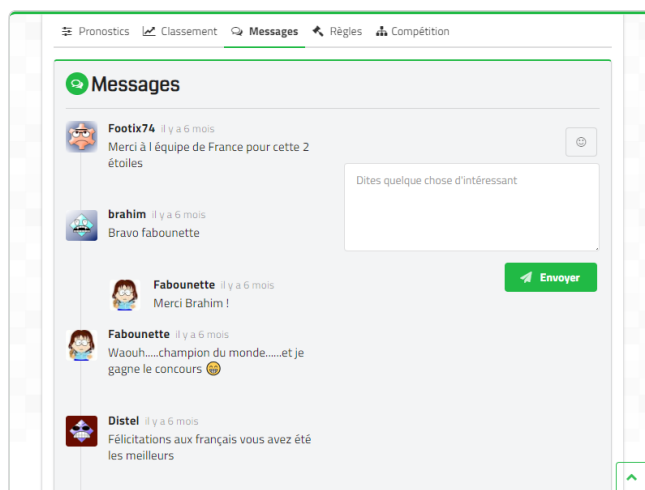 Pronostics Classement Messages Règles Compétition
Messages
Footix74 il y a 6 mois
Merci à l équipe de France pour cette 2
étoiles
Dites quelque chose d'intéressant
brahim il y a 6 mois
Bravo fabounette
Envoyer
Fabounette il y a 6 mois
Merci Brahim !
Fabounette il y a 6 mois
Waouh.....champion du monde......et je
gagne le concours 😁
Distel il y a 6 mois
Félicitations aux français vous avez été
les meilleurs